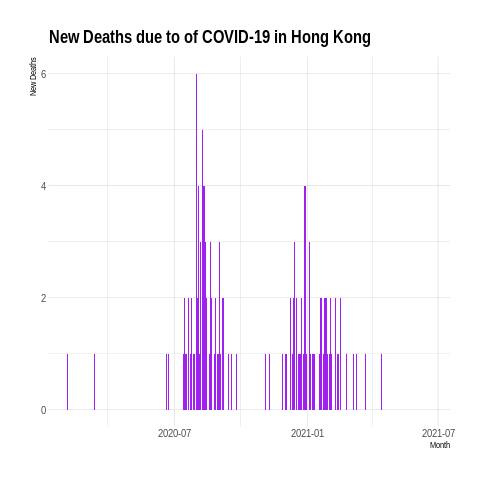 New Deaths due to of COVID-19 in Hong Kong
New Deaths
6
4
2
0
2020-07
2021-01
2021-07
Month